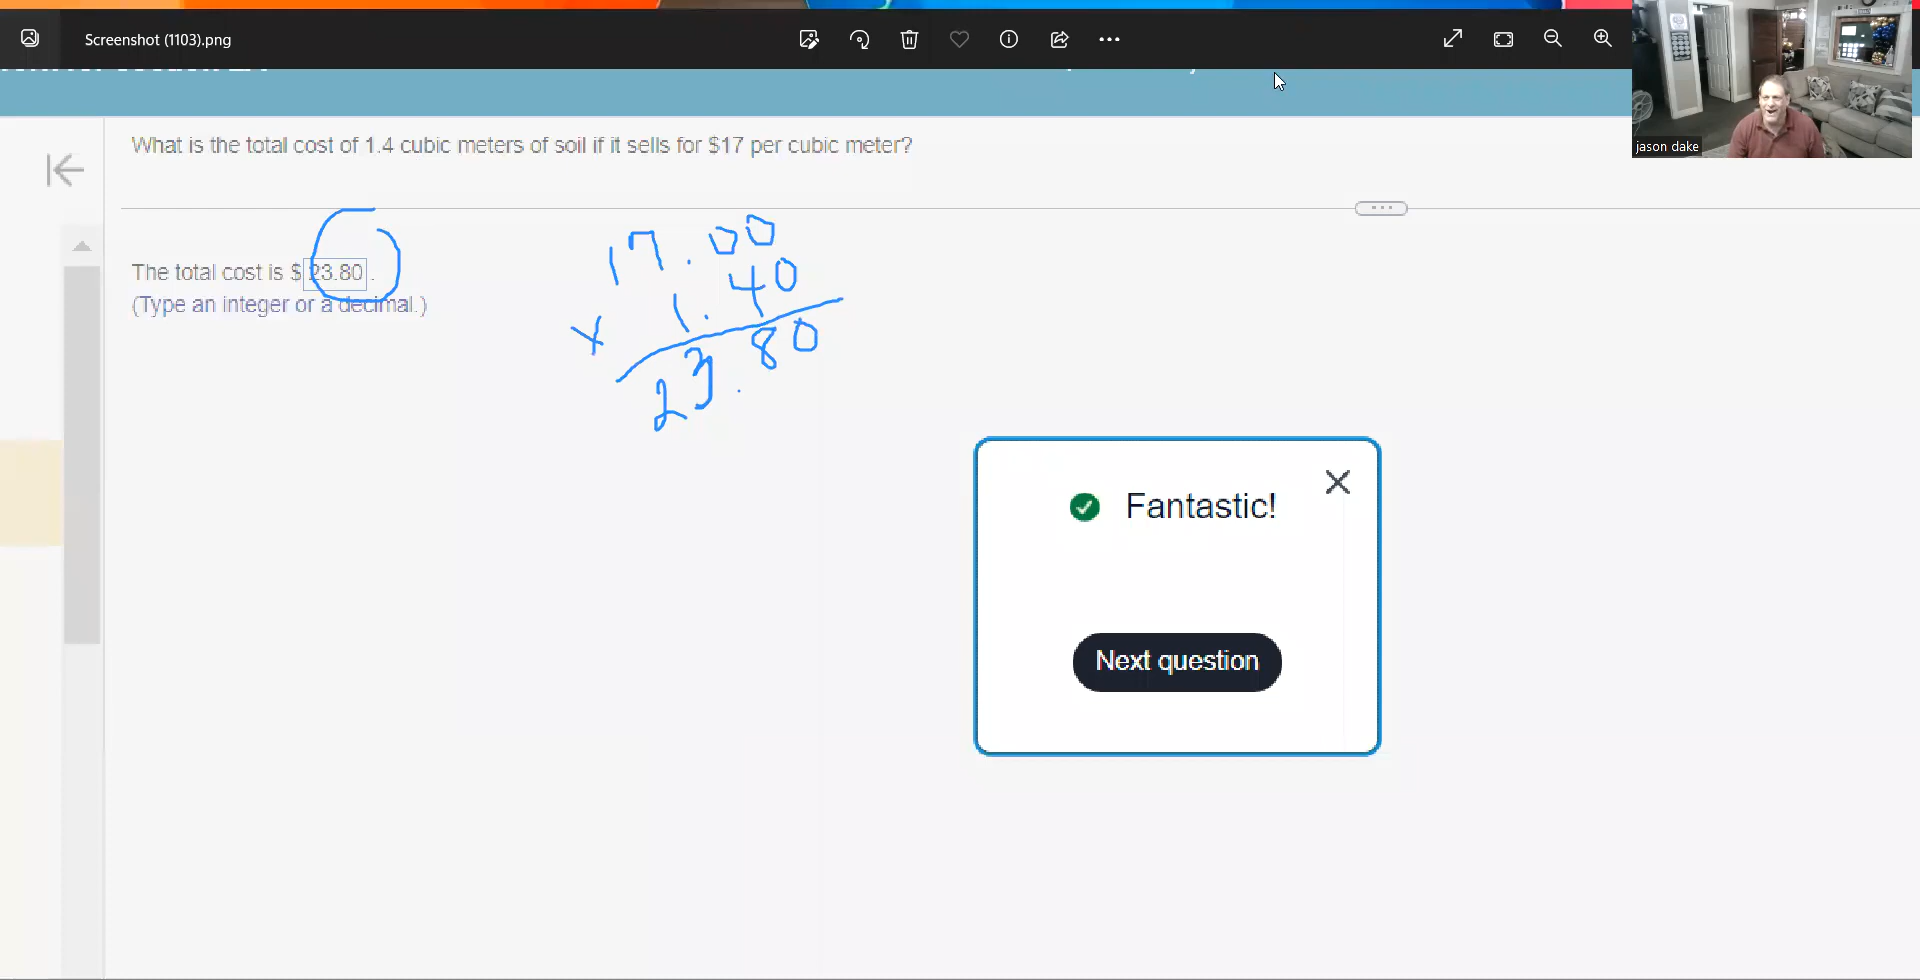 Screenshot (1103).png
jason dake
What is the total cost of 1.4 cubic meters of soil if it sells for $17 per cubic meter?
The total cost is $ 23.80 .
(Type an integer or a decimal.)
17.00
x 1.40
23.80
Fantastic!
Next question